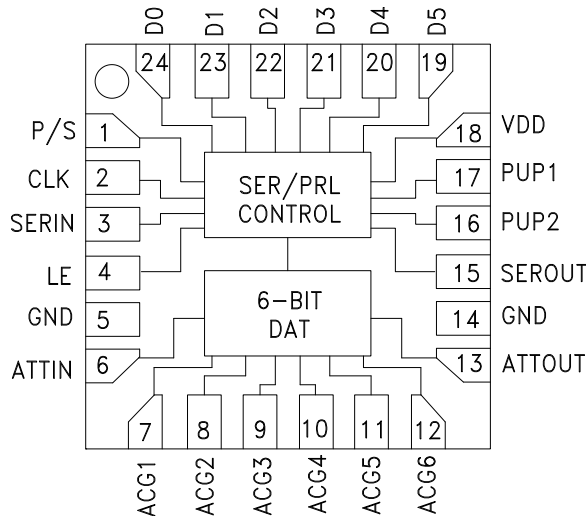 D0 D1 D2 D3 D4 D5
24 23 22 21 20 19
P/S 1 18 VDD
CLK 2 17 PUP1
SERIN 3 16 PUP2
LE 4 15 SEROUT
GND 5 14 GND
ATTIN 6 13 ATTOUT
SER/PRL
CONTROL
6-BIT
DAT
7 8 9 10 11 12
ACG1 ACG2 ACG3 ACG4 ACG5 ACG6